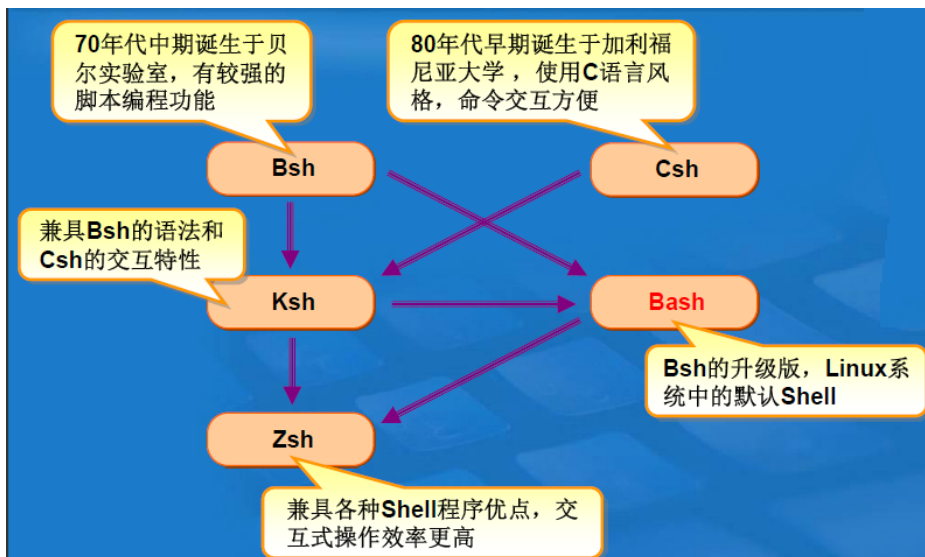 70年代中期诞生于贝
尔实验室，有较强的
脚本编程功能
80年代早期诞生于加利福
尼亚大学 ，使用C语言风
格，命令交互方便
Bsh
Csh
兼具Bsh的语法和
Csh的交互特性
Ksh
Bash
Bsh的升级版，Linux系
统中的默认Shell
Zsh
兼具各种Shell程序优点，交
互式操作效率更高